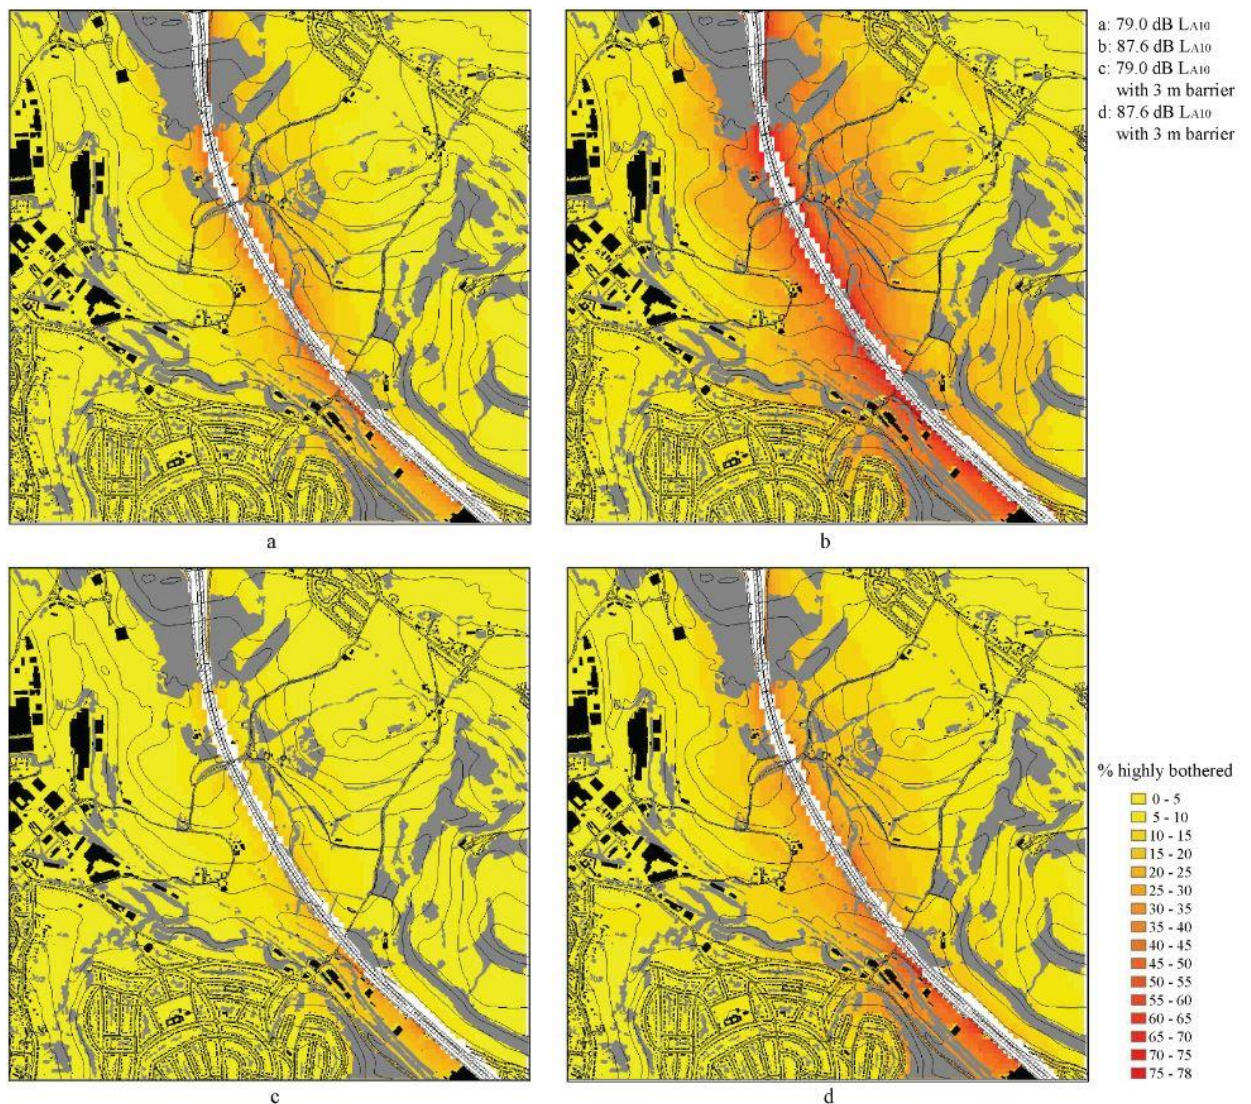 a: 79.0 dB LA10
b: 87.6 dB LA10
c: 79.0 dB LA10
with 3 m barrier
d: 87.6 dB LA10
with 3 m barrier
a
b
% highly bothered
0 - 5
5 - 10
10 - 15
15 - 20
20 - 25
25 - 30
30 - 35
35 - 40
40 - 45
45 - 50
50 - 55
55 - 60
60 - 65
65 - 70
70 - 75
75 - 78
c
d